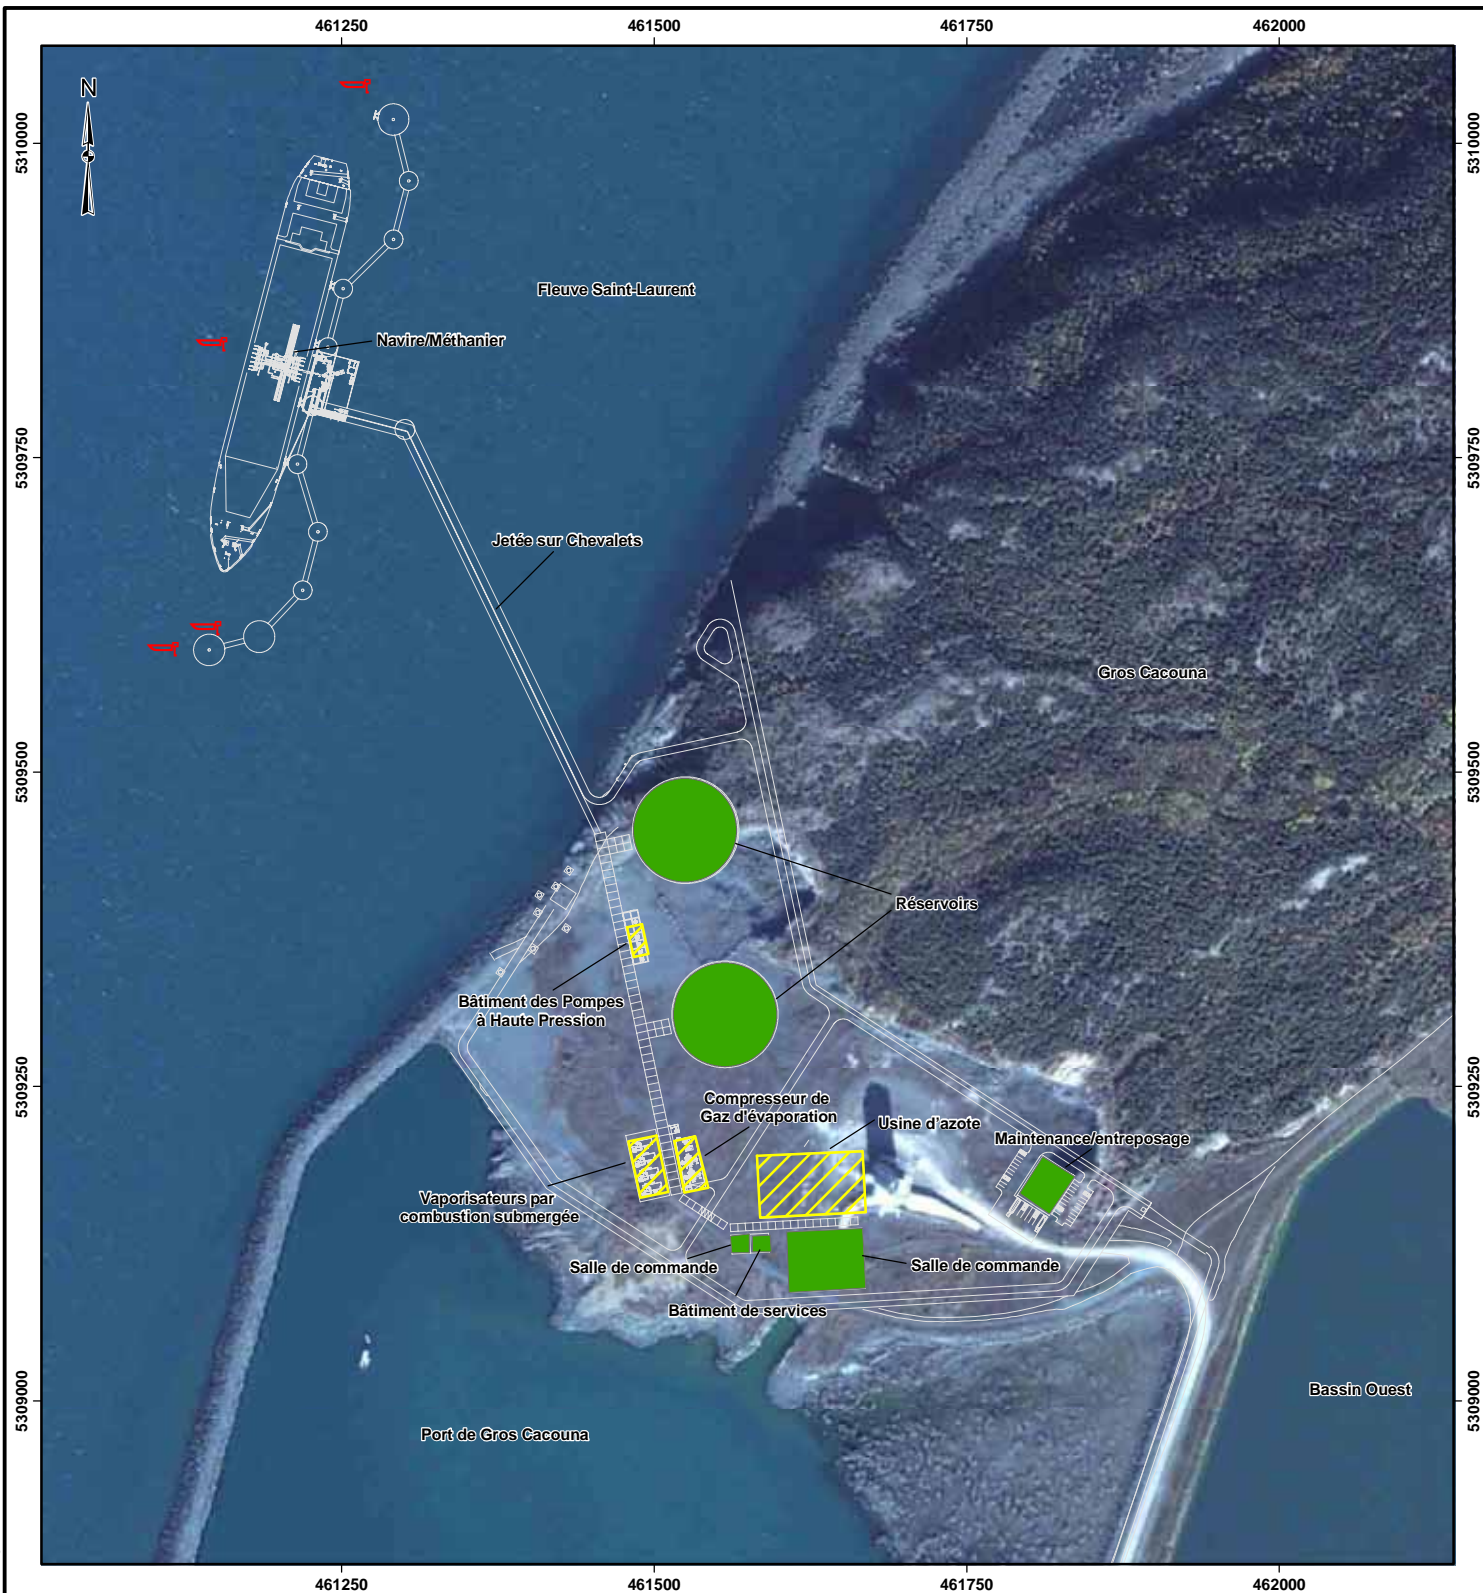 461250
461500
461750
462000
N
5310000
5310000
Fleuve Saint-Laurent
Navire/Méthanier
5309750
5309750
Jetée sur Chevalets
Gros Cacouna
5309500
5309500
Réservoirs
Bâtiment des Pompes
à Haute Pression
5309250
5309250
Compresseur de
Gaz d'évaporation
Usine d'azote
Maintenance/entreposage
Vaporisateurs par
combustion submergée
Salle de commande
Salle de commande
Bâtiment de services
5309000
5309000
Bassin Ouest
Port de Gros Cacouna
461250
461500
461750
462000